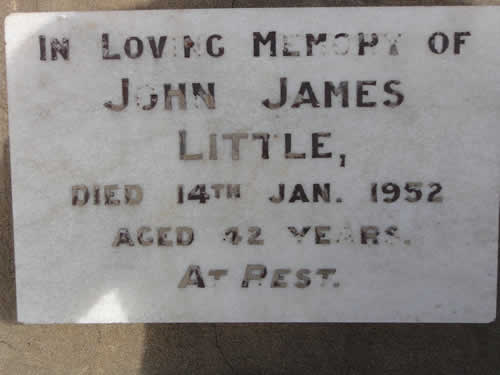 IN LOVING MEMORY OF
JOHN JAMES
LITTLE,
DIED 14TH JAN. 1952
AGED 42 YEARS.
AT REST.